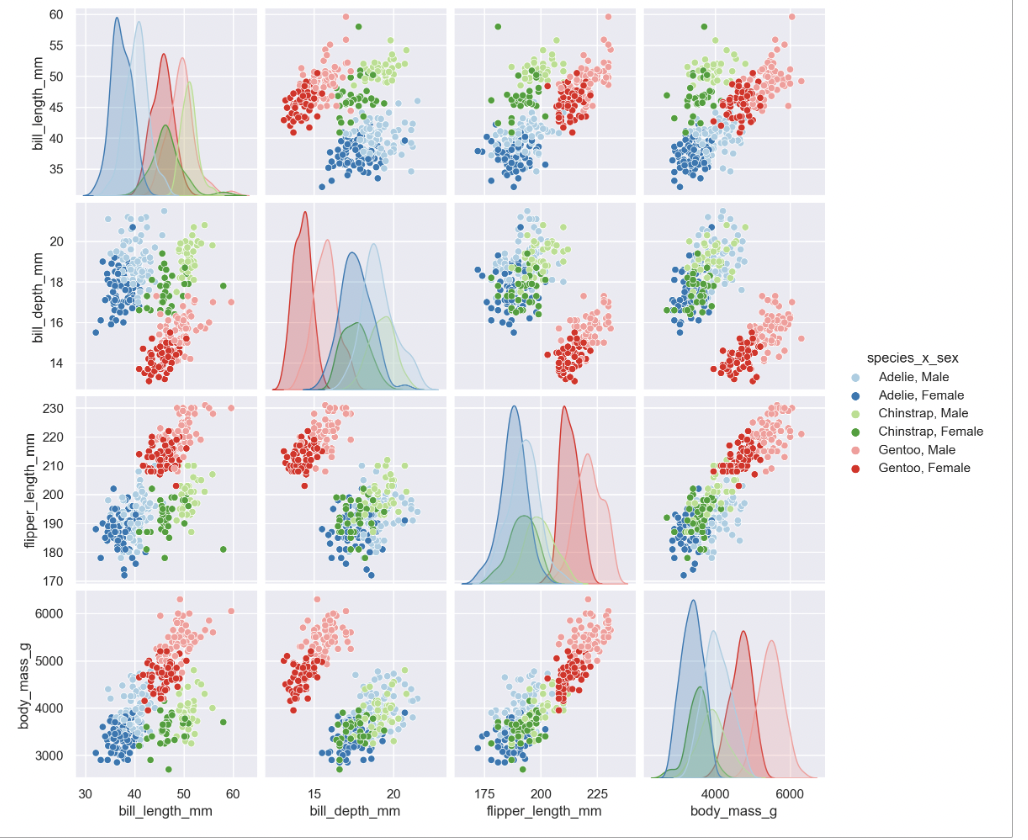 bill_length_mm
60
55
50
45
40
35
bill_depth_mm
20
18
16
14
flipper_length_mm
230
220
210
200
190
180
170
body_mass_g
6000
5000
4000
3000
30 40 50 60
bill_length_mm
15 20
bill_depth_mm
175 200 225
flipper_length_mm
4000 6000
body_mass_g
species_x_sex
Adelie, Male
Adelie, Female
Chinstrap, Male
Chinstrap, Female
Gentoo, Male
Gentoo, Female